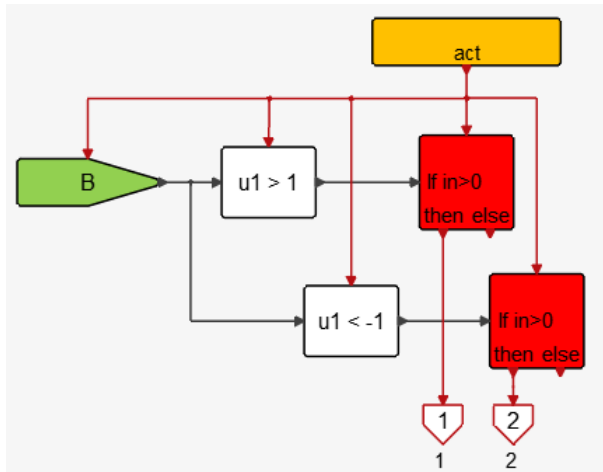 act
B
u1 > 1
If in>0
then else
u1 < -1
If in>0
then else
1
2
1
2